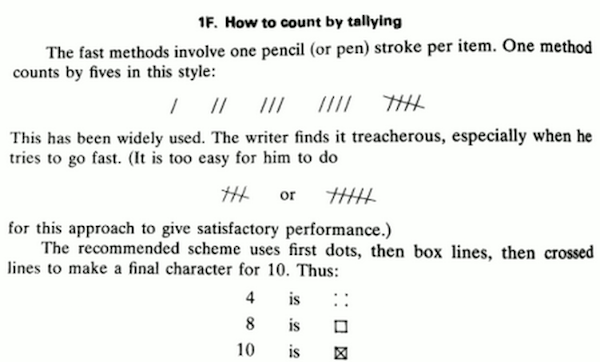 1F. How to count by tallying
The fast methods involve one pencil (or pen) stroke per item. One method
counts by fives in this style:
This has been widely used. The writer finds it treacherous, especially when he
tries to go fast. (It is too easy for him to do
or
for this approach to give satisfactory performance.)
The recommended scheme uses first dots, then box lines, then crossed
lines to make a final character for 10. Thus:
4 is
8 is
10 is